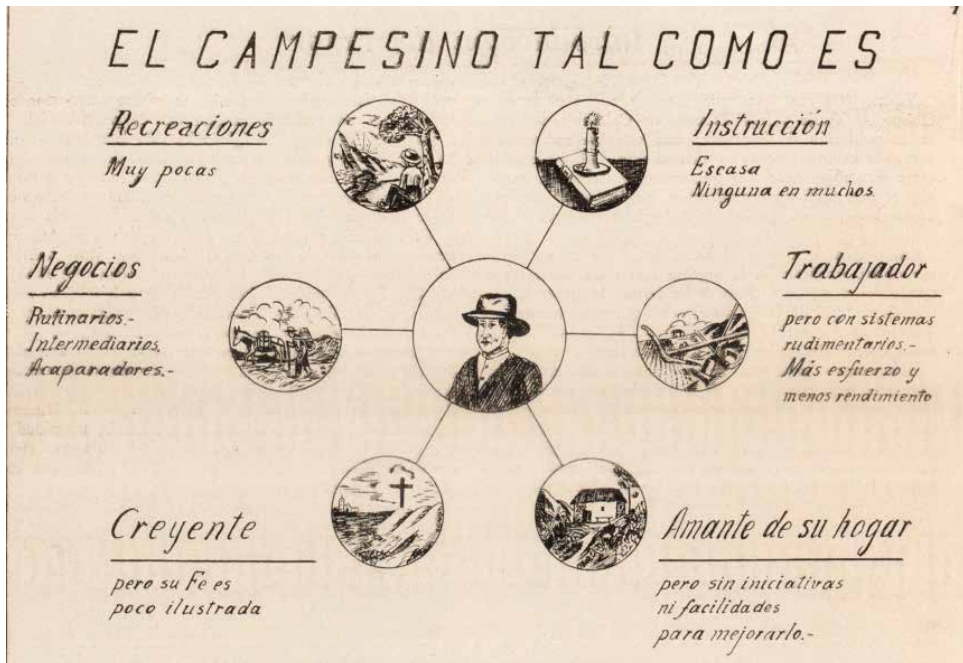 EL CAMPESINO TAL COMO ES
Recreaciones
Muy pocas
Instrucción
Escasa
Ninguna en muchos.
Negocios
Rutinarios.-
Intermediarios.
Acaparadores.-
Trabajador
pero con sistemas
rudimentarios.-
Más esfuerzo y
menos rendimiento
Creyente
pero su Fe es
poco ilustrada
Amante de su hogar
pero sin iniciativas
ni facilidades
para mejorarlo.-